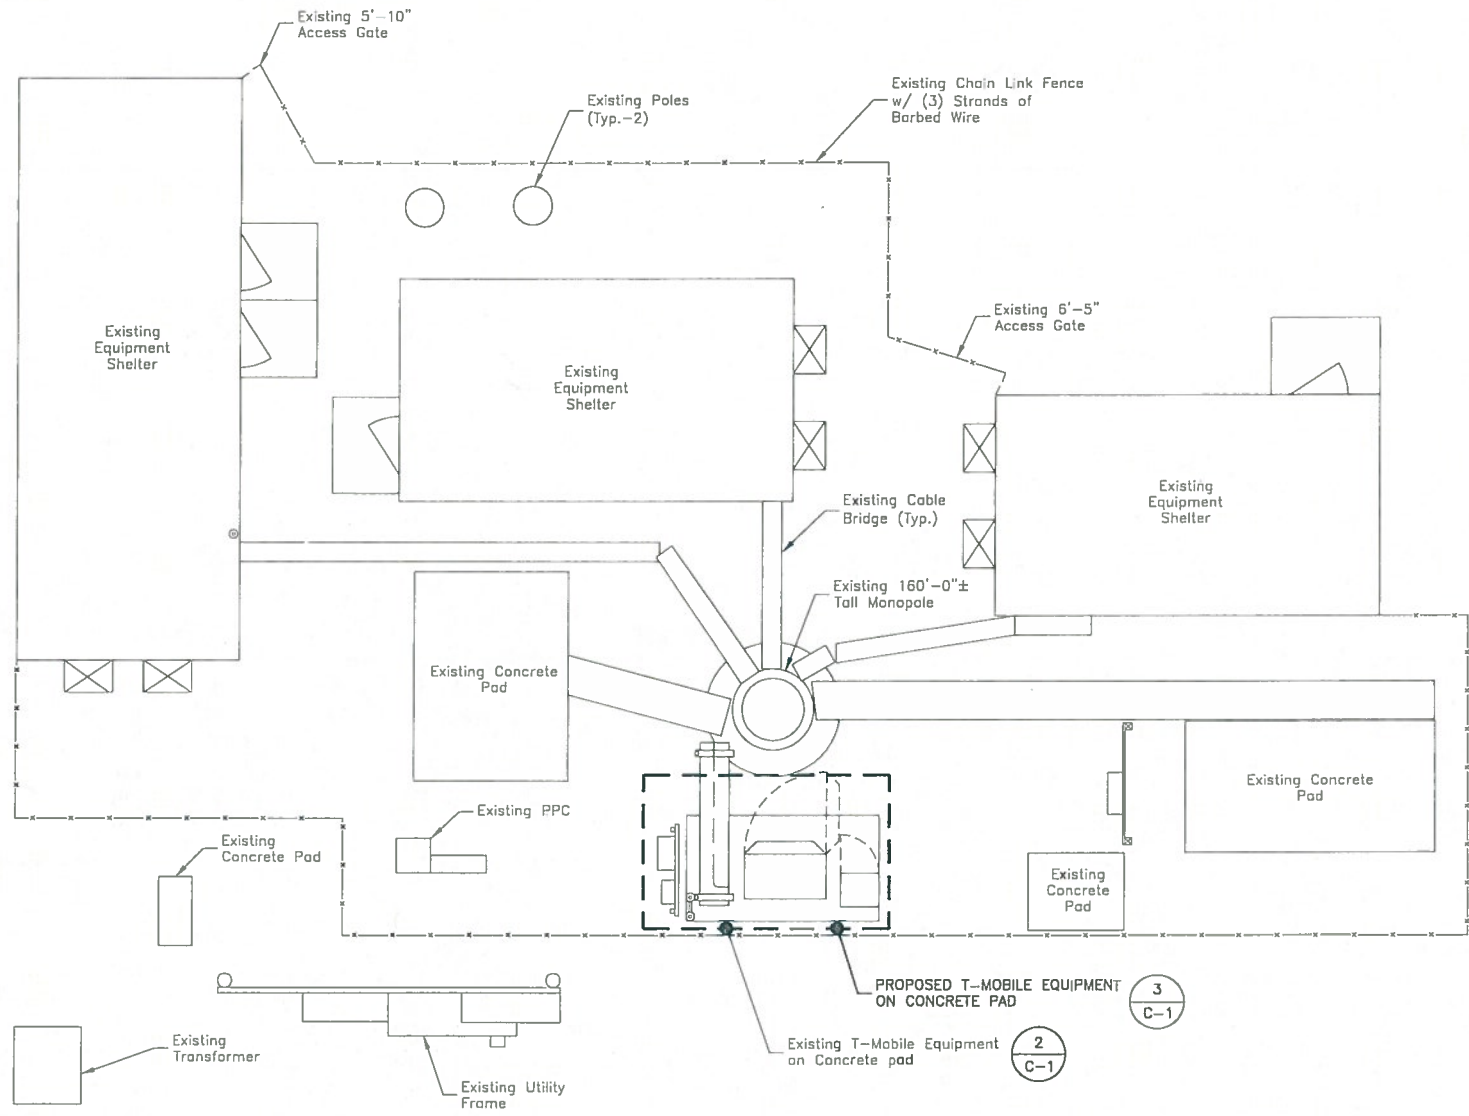 Existing 5'-10"
Access Gate
Existing Poles
(Typ.-2)
Existing Chain Link Fence
w/ (3) Strands of
Barbed Wire
Existing 6'-5"
Access Gate
Existing
Equipment
Shelter
Existing
Equipment
Shelter
Existing
Equipment
Shelter
Existing Cable
Bridge (Typ.)
Existing 160'-0"±
Tall Monopole
Existing Concrete
Pad
Existing Concrete
Pad
Existing PPC
Existing
Concrete Pad
Existing
Concrete
Pad
PROPOSED T-MOBILE EQUIPMENT
ON CONCRETE PAD
3
C-1
Existing T-Mobile Equipment
on Concrete pad
2
C-1
Existing
Transformer
Existing Utility
Frame